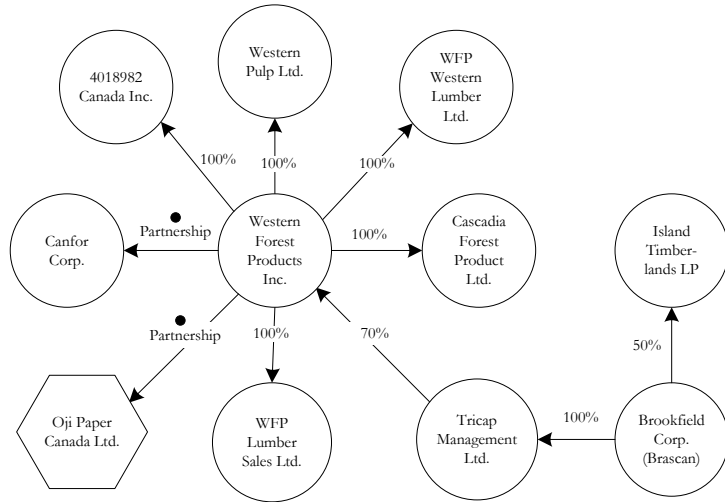 4018982
Canada Inc.
Western
Pulp Ltd.
WFP
Western
Lumber
Ltd.
100%
100%
100%
Canfor
Corp.
Partnership
Western
Forest
Products
Inc.
100%
Cascadia
Forest
Product
Ltd.
Island
Timber-
lands LP
Partnership
100%
70%
50%
Oji Paper
Canada Ltd.
WFP
Lumber
Sales Ltd.
Tricap
Management
Ltd.
100%
Brookfield
Corp.
(Brascan)